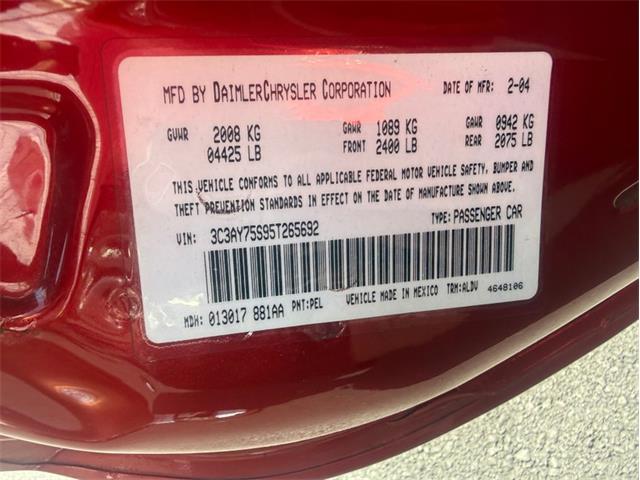 MFD BY DAIMLERCHRYSLER CORPORATION DATE OF MFR: 2-04
GVWR 2008 KG GAWR 1089 KG GAWR 0942 KG
04425 LB FRONT 2400 LB REAR 2075 LB
THIS VEHICLE CONFORMS TO ALL APPLICABLE FEDERAL MOTOR VEHICLE SAFETY, BUMPER AND
THEFT PREVENTION STANDARDS IN EFFECT ON THE DATE OF MANUFACTURE SHOWN ABOVE.
VIN: 3C3AY75S95T265692 TYPE: PASSENGER CAR
MDH: 013017 881AA PNT:PEL VEHICLE MADE IN MEXICO TRM:ALDV 4648106